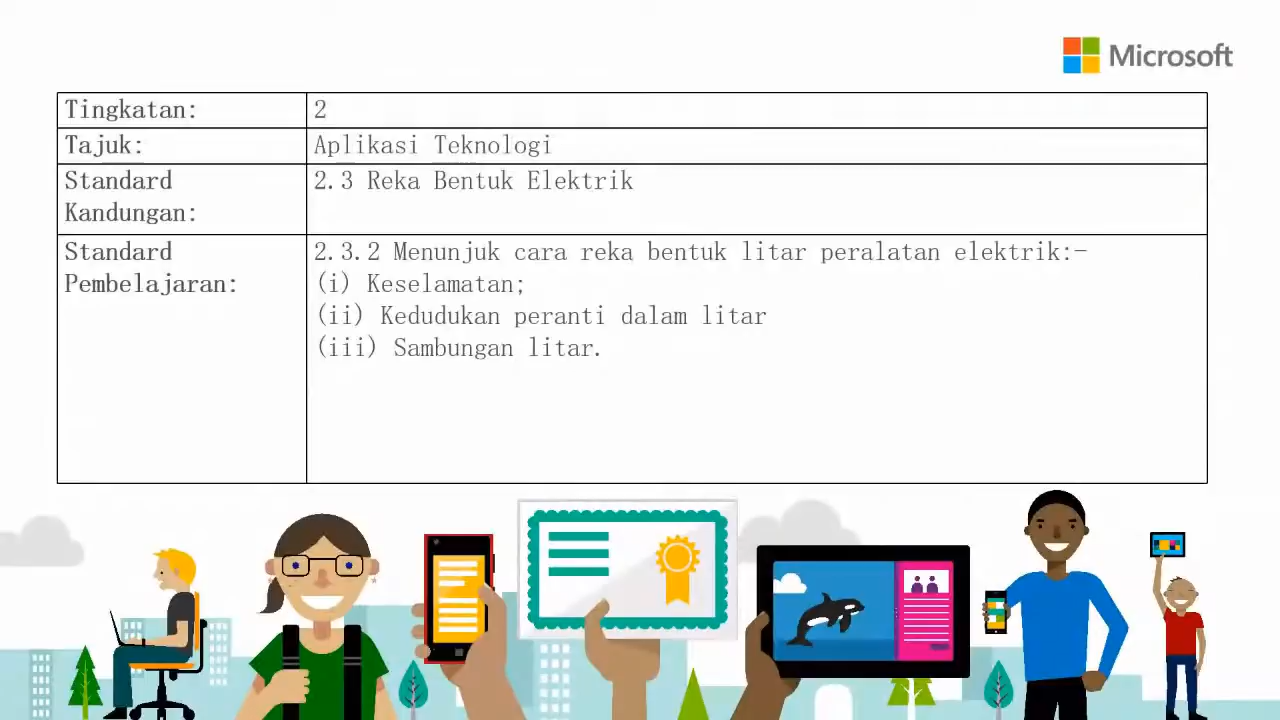 Microsoft
Tingkatan: 2
Tajuk: Aplikasi Teknologi
Standard Kandungan: 2.3 Reka Bentuk Elektrik
Standard Pembelajaran: 2.3.2 Menunjuk cara reka bentuk litar peralatan elektrik:-
(i) Keselamatan;
(ii) Kedudukan peranti dalam litar
(iii) Sambungan litar.